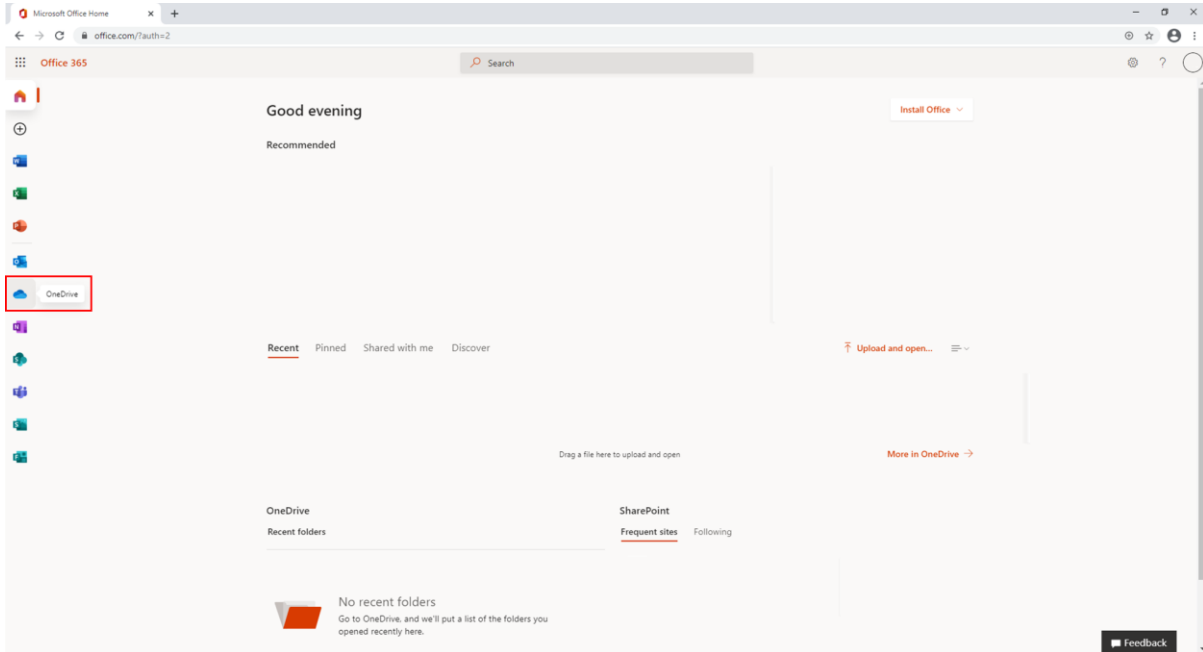 Microsoft Office Home
office.com/?auth=2
Office 365
Search
Good evening
Install Office
Recommended
OneDrive
Recent Pinned Shared with me Discover
Upload and open...
Drag a file here to upload and open
More in OneDrive
OneDrive
Recent folders
SharePoint
Frequent sites Following
No recent folders
Go to OneDrive, and we'll put a list of the folders you
opened recently here.
Feedback